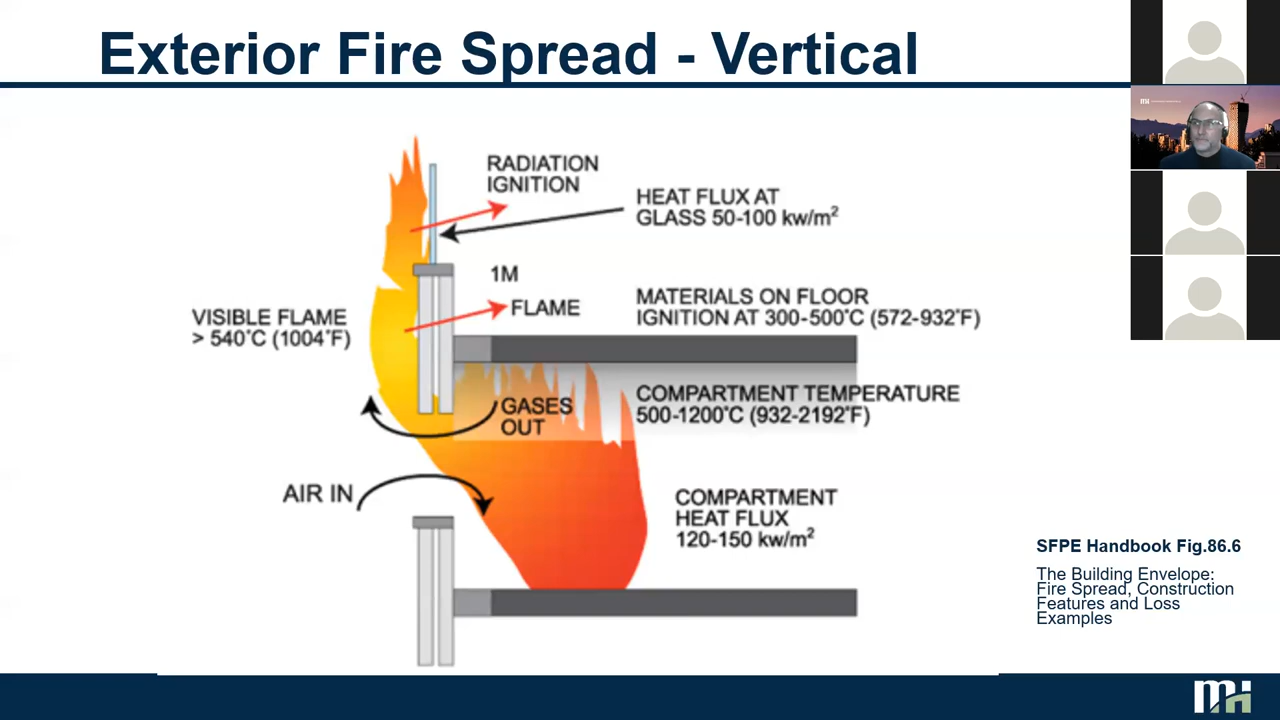 Exterior Fire Spread - Vertical
RADIATION
IGNITION
HEAT FLUX AT
GLASS 50-100 kw/m²
1M
FLAME
MATERIALS ON FLOOR
IGNITION AT 300-500°C (572-932°F)
VISIBLE FLAME
> 540°C (1004°F)
COMPARTMENT TEMPERATURE
500-1200°C (932-2192°F)
GASES
OUT
AIR IN
COMPARTMENT
HEAT FLUX
120-150 kw/m²
SFPE Handbook Fig.86.6
The Building Envelope:
Fire Spread, Construction
Features and Loss
Examples
mh